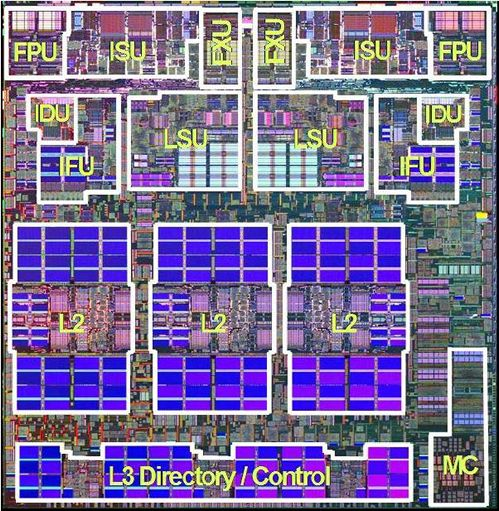 FPU ISU FXU FXU ISU FPU
IDU LSU LSU IDU
IFU IFU
L2 L2 L2
L3 Directory / Control MC